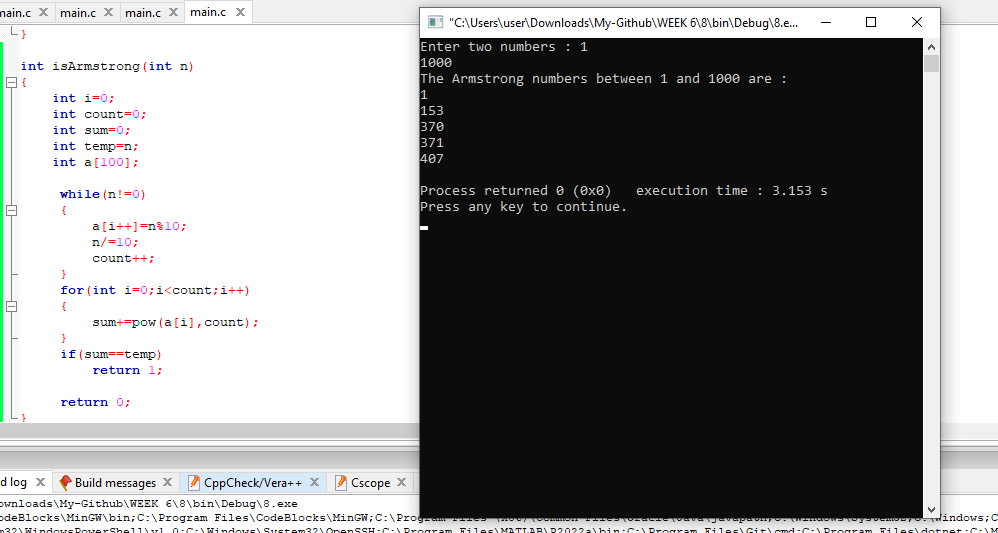 main.c main.c main.c main.c
}
int isArmstrong(int n)
{
int i=0;
int count=0;
int sum=0;
int temp=n;
int a[100];
while(n!=0)
{
a[i++]=n%10;
n/=10;
count++;
}
for(int i=0;i<count;i++)
{
sum+=pow(a[i],count);
}
if(sum==temp)
return 1;
return 0;
}
"C:\Users\user\Downloads\My-Github\WEEK 6\8\bin\Debug\8.e...
Enter two numbers : 1
1000
The Armstrong numbers between 1 and 1000 are :
1
153
370
371
407
Process returned 0 (0x0)   execution time : 3.153 s
Press any key to continue.
d log Build messages CppCheck/Vera++ Cscope
ownloads\My-Github\WEEK 6\8\bin\Debug\8.exe
odeBlocks\MinGW\bin;C:\Program Files\CodeBlocks\MinGW;C:\Program Files